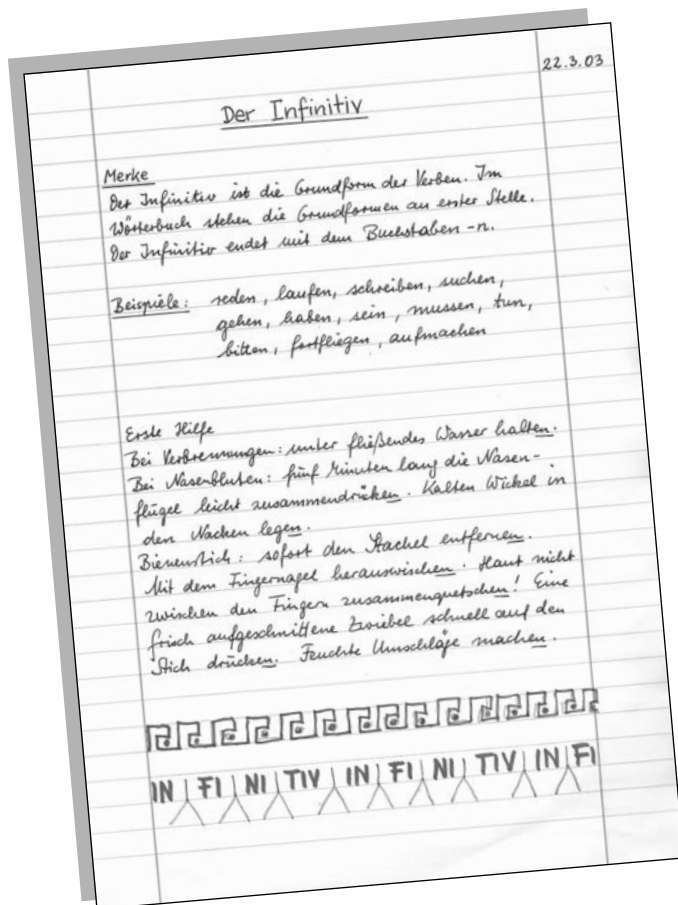 22.3.03
Der Infinitiv
Merke
Der Infinitiv ist die Grundform der Verben. Im
Wörterbuch stehen die Grundformen an erster Stelle.
Der Infinitiv endet mit dem Buchstaben -n.
Beispiele: reden, laufen, schreiben, suchen,
gehen, haben, sein, mussen, tun,
bitten, fortfliegen, aufmachen
Erste Hilfe
Bei Verbrennungen: unter fließendes Wasser halten.
Bei Nasenbluten: fünf Minuten lang die Nasen-
flügel leicht zusammendrücken. Kalten Wickel in
den Nacken legen.
Bienenstich: sofort den Stachel entfernen.
Mit dem Fingernagel herauswischen. Haut nicht
zwischen den Fingern zusammenquetschen! Eine
frisch aufgeschnittene Zwiebel schnell auf den
Stich drücken. Feuchte Umschläge machen.
IN FI NI TIV IN FI NI TIV IN FI